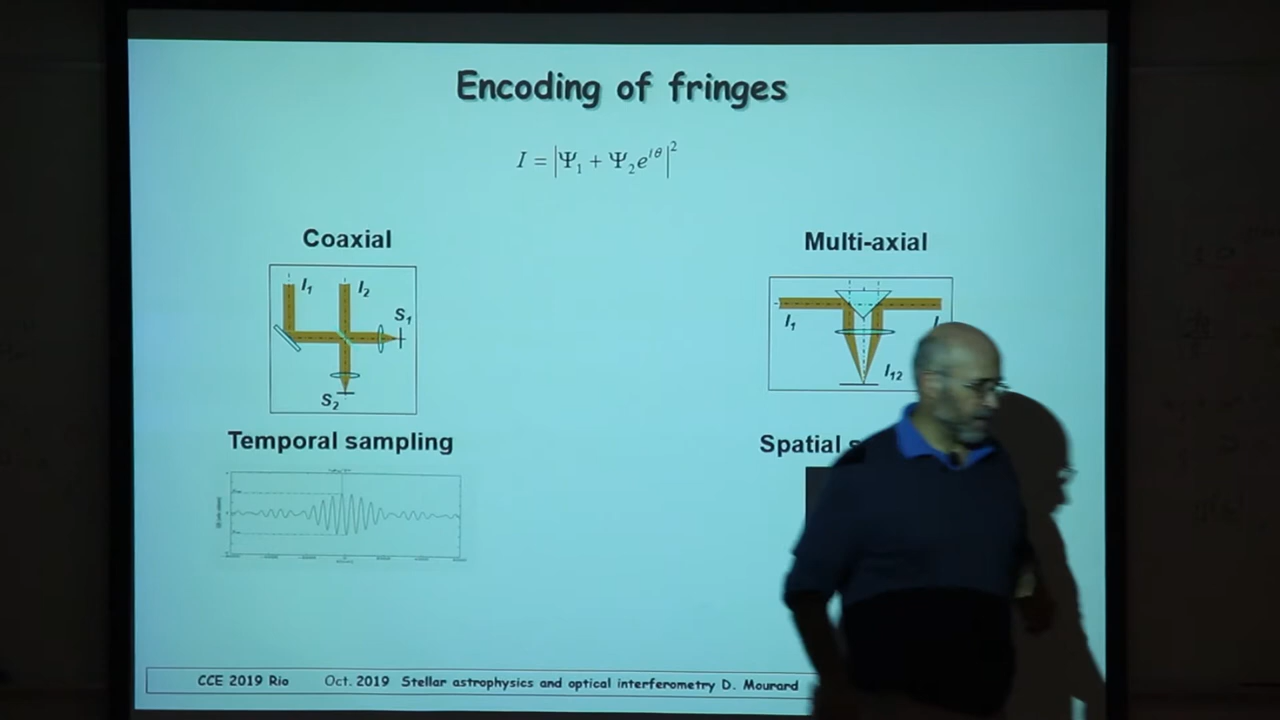 Encoding of fringes
I = |Ψ₁ + Ψ₂e^{iθ}|²
Coaxial
Multi-axial
I₁
I₂
S₁
S₂
I₁
I₁₂
Temporal sampling
Spatial
CCE 2019 Rio Oct. 2019 Stellar astrophysics and optical interferometry D. Mourard